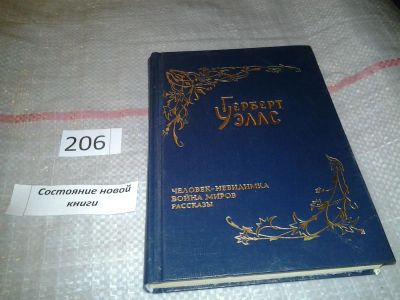 206
Состояние новой
книги
Герберт
Уэллс
ЧЕЛОВЕК-НЕВИДИМКА
ВОЙНА МИРОВ
РАССКАЗЫ